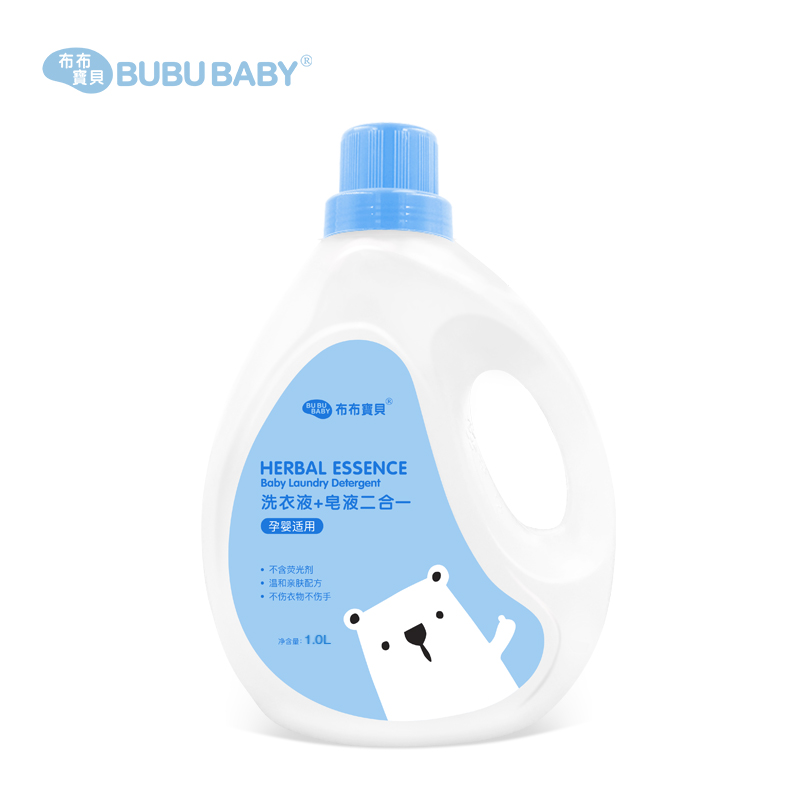 布布
寶貝
BUBU BABY®
BUBU
BABY
布布寶貝®
HERBAL ESSENCE
Baby Laundry Detergent
洗衣液+皂液二合一
孕婴适用
• 不含荧光剂
• 温和亲肤配方
• 不伤衣物不伤手
净含量: 1.0L